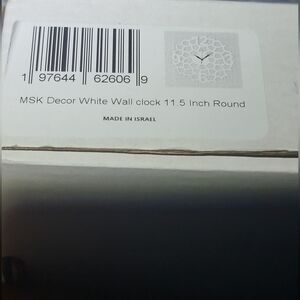 1 97644 62606 9
MSK Decor White Wall clock 11.5 Inch Round
MADE IN ISRAEL